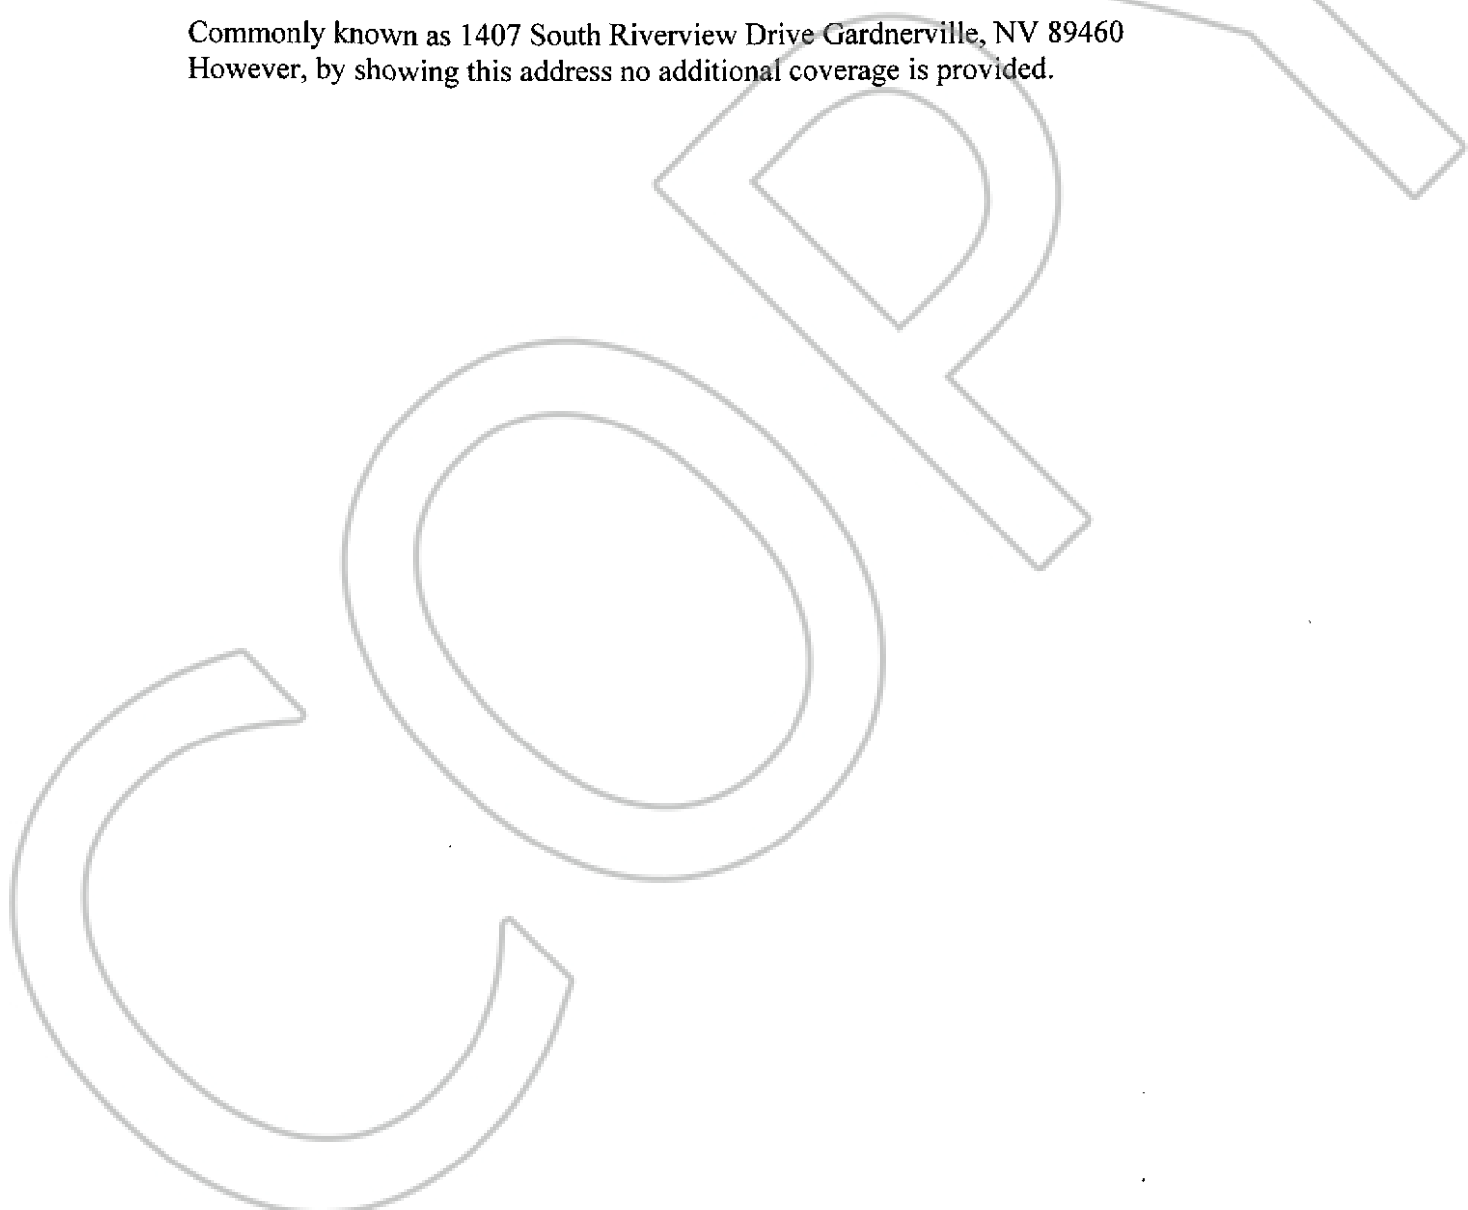 Commonly known as 1407 South Riverview Drive Gardnerville, NV 89460
However, by showing this address no additional coverage is provided.
COPY